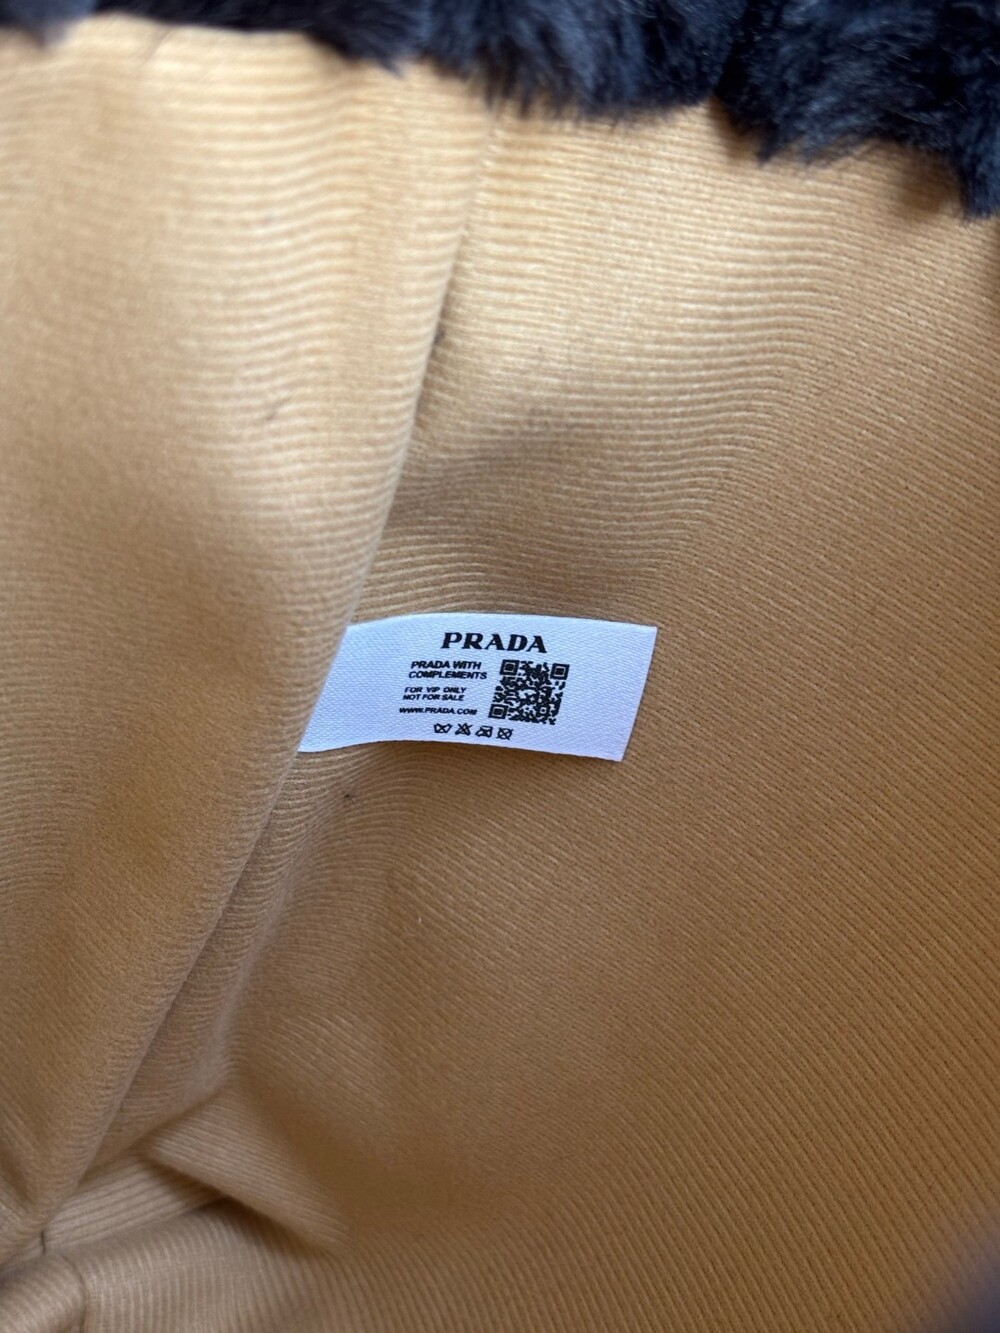 PRADA
PRADA WITH
COMPLEMENTS
FOR VIP ONLY
NOT FOR SALE
WWW.PRADA.COM